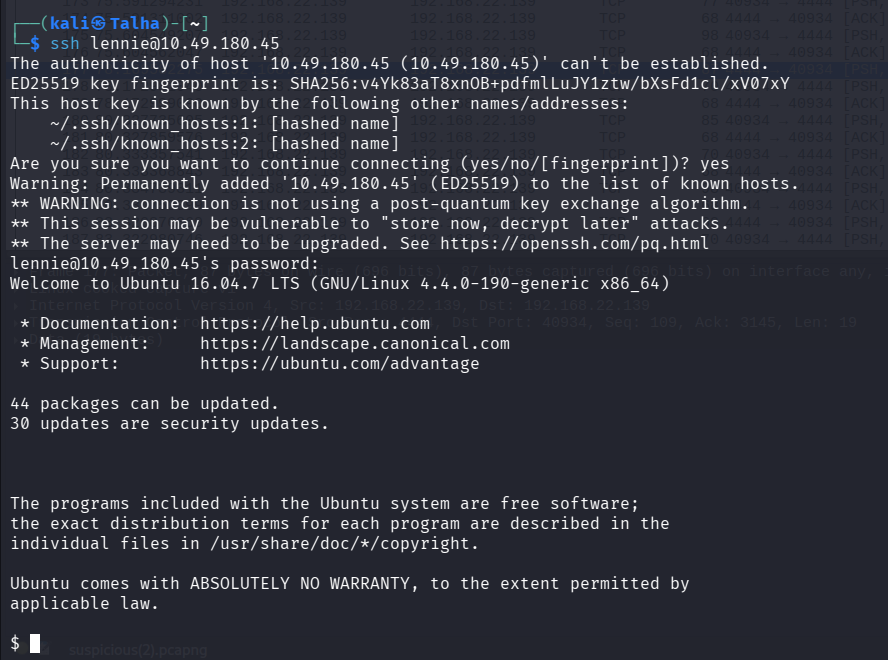 ┌──(kali㉿Talha)-[~]
└─$ ssh lennie@10.49.180.45
The authenticity of host '10.49.180.45 (10.49.180.45)' can't be established.
ED25519 key fingerprint is: SHA256:v4Yk83aT8xnOB+pdfmlLuJY1ztw/bXsFd1cl/xV07xY
This host key is known by the following other names/addresses:
    ~/.ssh/known_hosts:1: [hashed name]
    ~/.ssh/known_hosts:2: [hashed name]
Are you sure you want to continue connecting (yes/no/[fingerprint])? yes
Warning: Permanently added '10.49.180.45' (ED25519) to the list of known hosts.
** WARNING: connection is not using a post-quantum key exchange algorithm.
** This session may be vulnerable to "store now, decrypt later" attacks.
** The server may need to be upgraded. See https://openssh.com/pq.html
lennie@10.49.180.45's password:
Welcome to Ubuntu 16.04.7 LTS (GNU/Linux 4.4.0-190-generic x86_64)

 * Documentation:  https://help.ubuntu.com
 * Management:     https://landscape.canonical.com
 * Support:        https://ubuntu.com/advantage

44 packages can be updated.
30 updates are security updates.

The programs included with the Ubuntu system are free software;
the exact distribution terms for each program are described in the
individual files in /usr/share/doc/*/copyright.

Ubuntu comes with ABSOLUTELY NO WARRANTY, to the extent permitted by
applicable law.

$
suspicious(2).pcapng